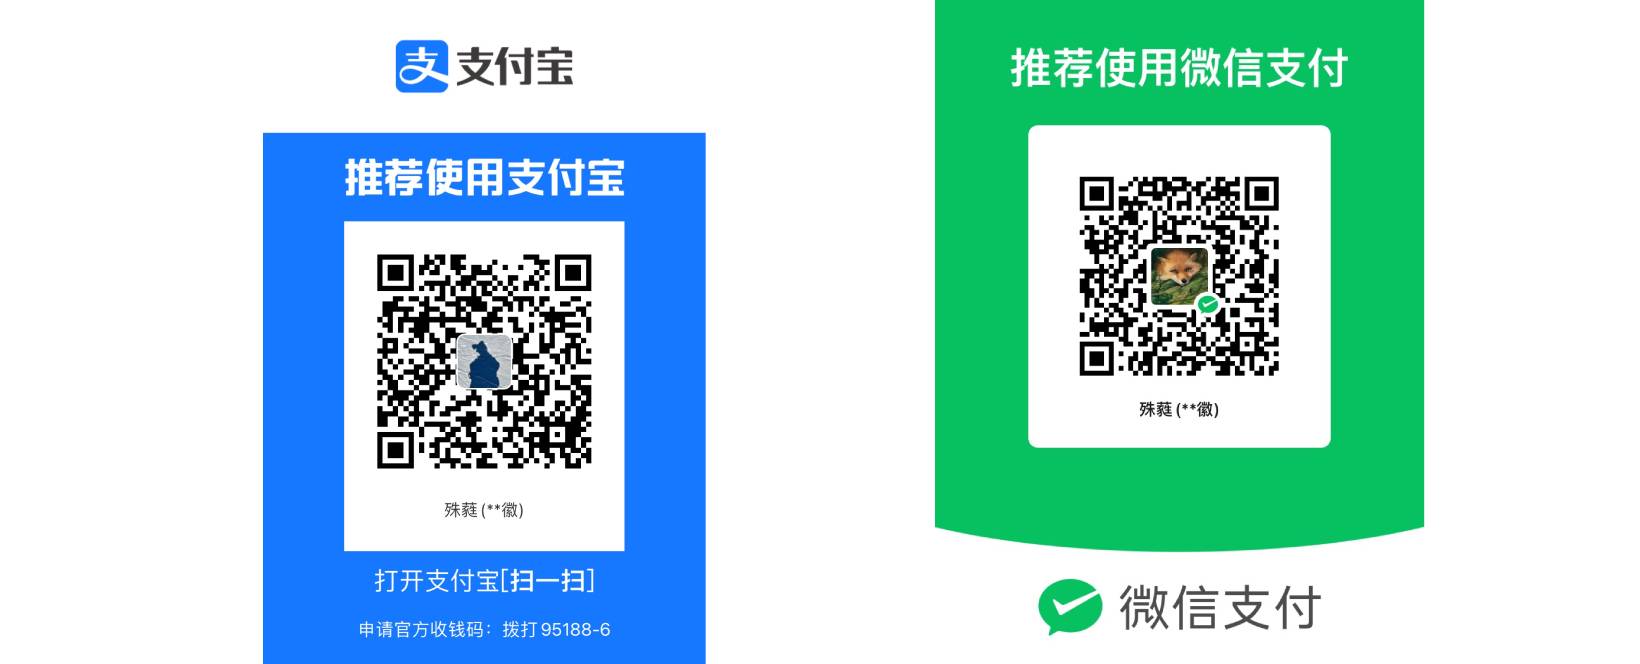 支 支付宝
推荐使用支付宝
殊蕤 (**徽)
打开支付宝[扫一扫]
申请官方收钱码：拨打 95188-6
推荐使用微信支付
殊蕤 (**徽)
微信支付